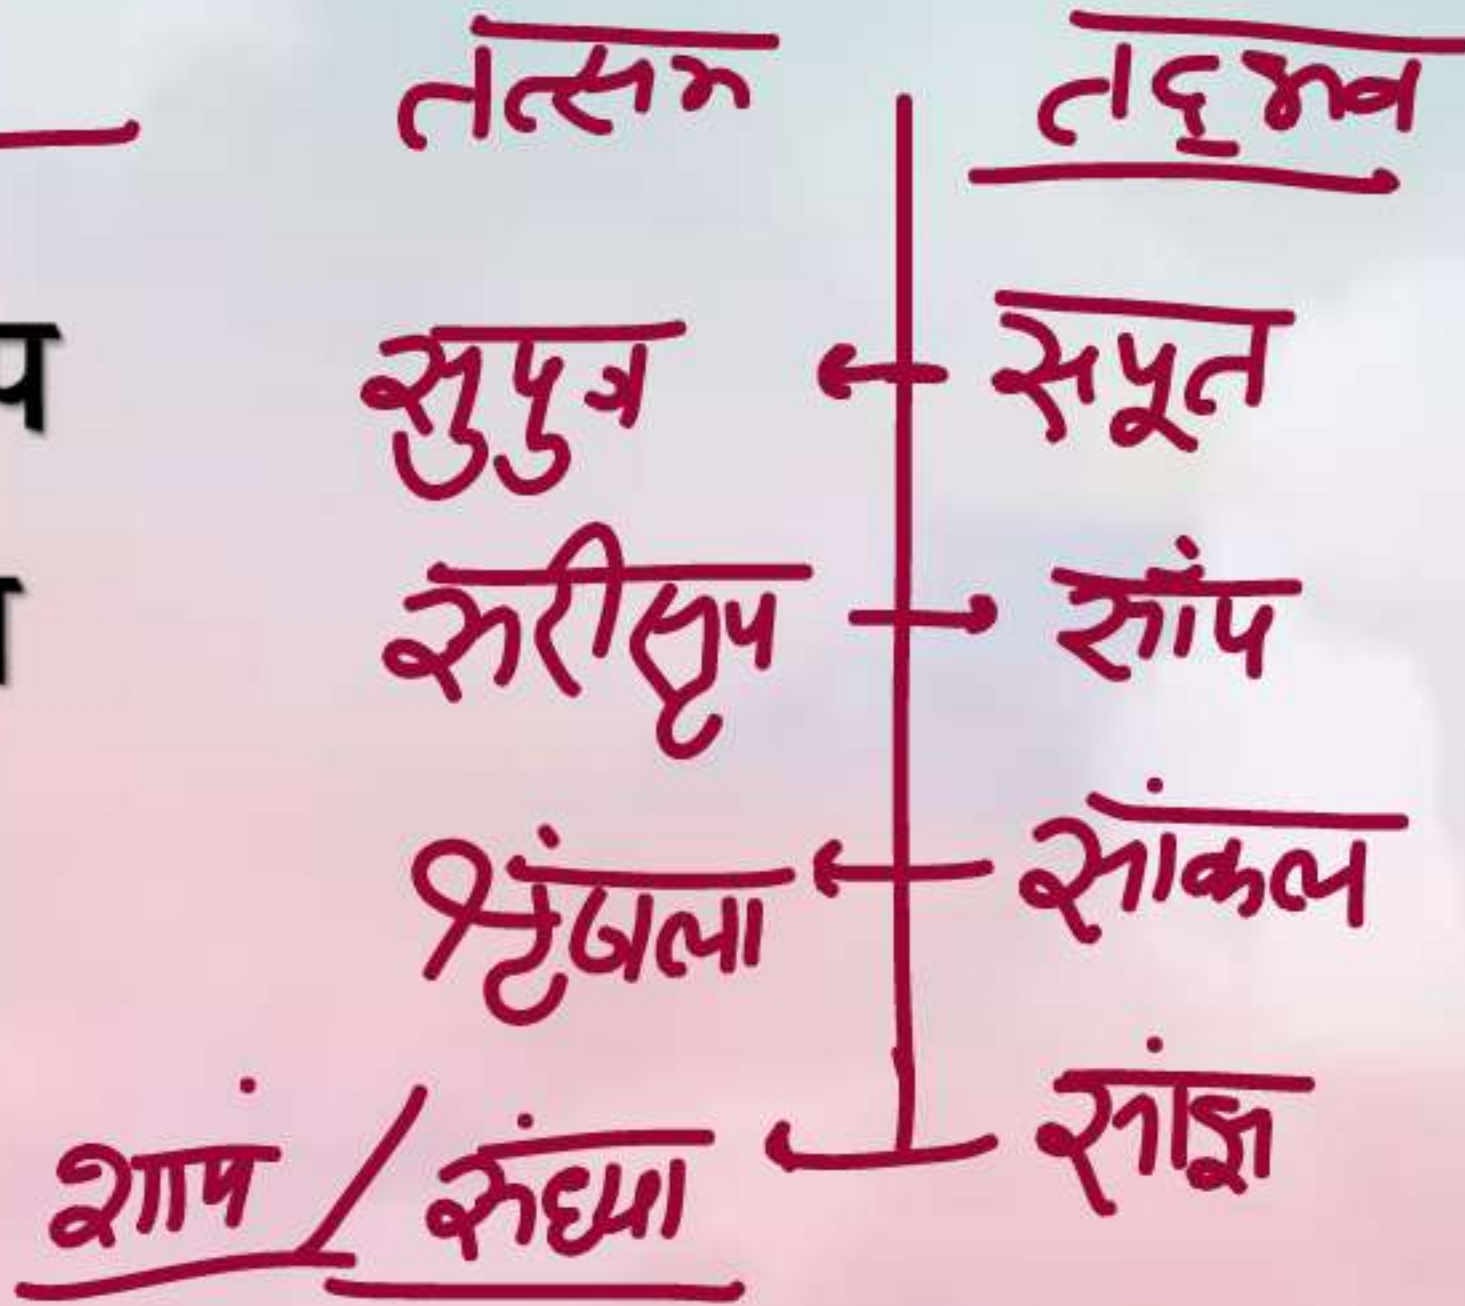 तत्सम तद्भव
प सुपुत्र सपूत
सरीसृप सांप
श्रृंखला सांकल
शापं / संध्या सांझ